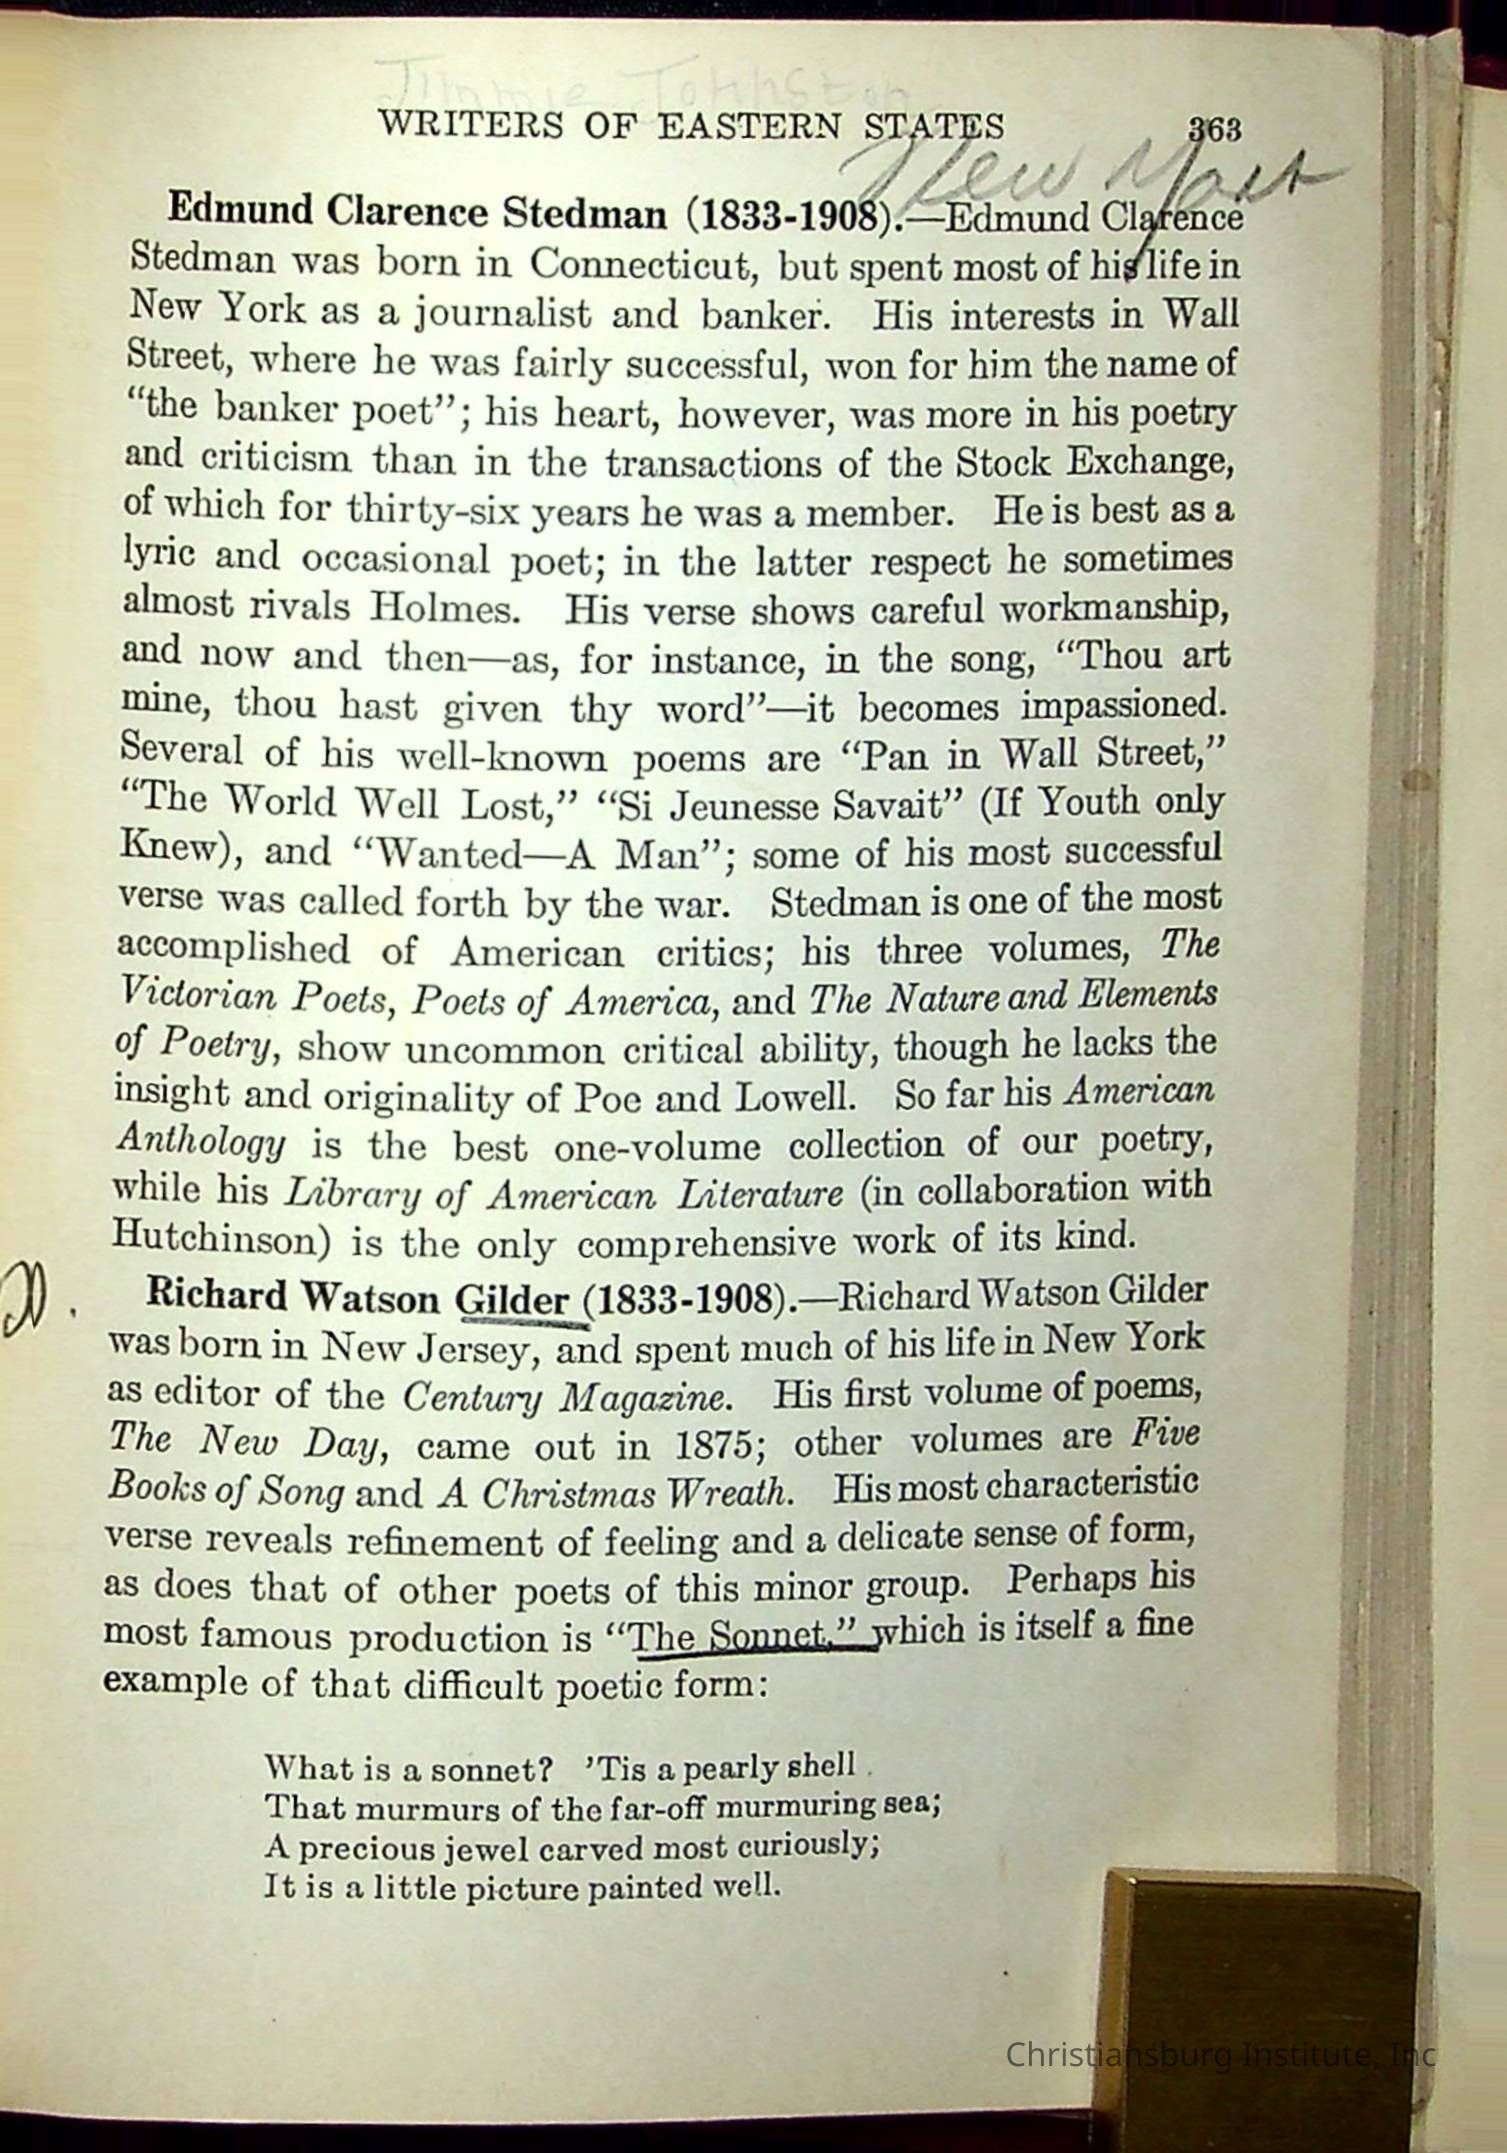 Jimmie Johnston
WRITERS OF EASTERN STATES 363
New York
Edmund Clarence Stedman (1833-1908).—Edmund Clarence
Stedman was born in Connecticut, but spent most of his life in
New York as a journalist and banker. His interests in Wall
Street, where he was fairly successful, won for him the name of
“the banker poet”; his heart, however, was more in his poetry
and criticism than in the transactions of the Stock Exchange,
of which for thirty-six years he was a member. He is best as a
lyric and occasional poet; in the latter respect he sometimes
almost rivals Holmes. His verse shows careful workmanship,
and now and then—as, for instance, in the song, “Thou art
mine, thou hast given thy word”—it becomes impassioned.
Several of his well-known poems are “Pan in Wall Street,”
“The World Well Lost,” “Si Jeunesse Savait” (If Youth only
Knew), and “Wanted—A Man”; some of his most successful
verse was called forth by the war. Stedman is one of the most
accomplished of American critics; his three volumes, The
Victorian Poets, Poets of America, and The Nature and Elements
of Poetry, show uncommon critical ability, though he lacks the
insight and originality of Poe and Lowell. So far his American
Anthology is the best one-volume collection of our poetry,
while his Library of American Literature (in collaboration with
Hutchinson) is the only comprehensive work of its kind.
Richard Watson Gilder (1833-1908).—Richard Watson Gilder
was born in New Jersey, and spent much of his life in New York
as editor of the Century Magazine. His first volume of poems,
The New Day, came out in 1875; other volumes are Five
Books of Song and A Christmas Wreath. His most characteristic
verse reveals refinement of feeling and a delicate sense of form,
as does that of other poets of this minor group. Perhaps his
most famous production is “The Sonnet,” which is itself a fine
example of that difficult poetic form:
What is a sonnet? ’Tis a pearly shell
That murmurs of the far-off murmuring sea;
A precious jewel carved most curiously;
It is a little picture painted well.
Christiansburg Institute, Inc